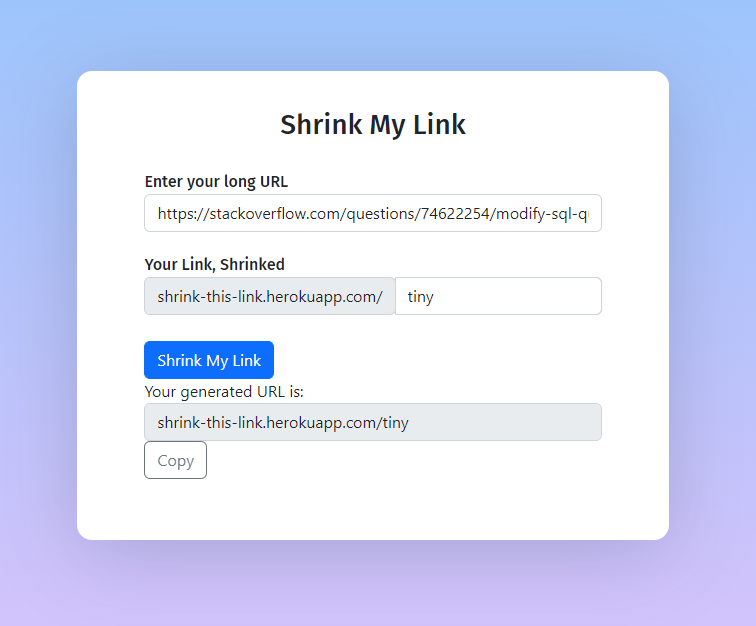 Shrink My Link
Enter your long URL
https://stackoverflow.com/questions/74622254/modify-sql-q
Your Link, Shrinked
shrink-this-link.herokuapp.com/ tiny
Shrink My Link
Your generated URL is:
shrink-this-link.herokuapp.com/tiny
Copy